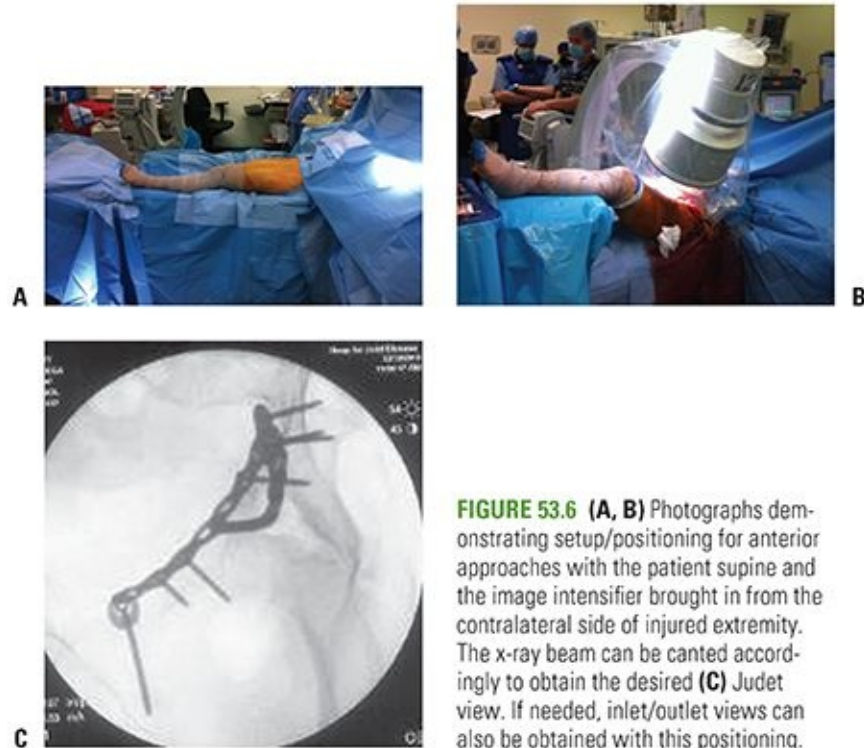 A
B
C
54
45
FIGURE 53.6 (A, B) Photographs dem-
onstrating setup/positioning for anterior
approaches with the patient supine and
the image intensifier brought in from the
contralateral side of injured extremity.
The x-ray beam can be canted accord-
ingly to obtain the desired (C) Judet
view. If needed, inlet/outlet views can
also be obtained with this positioning.